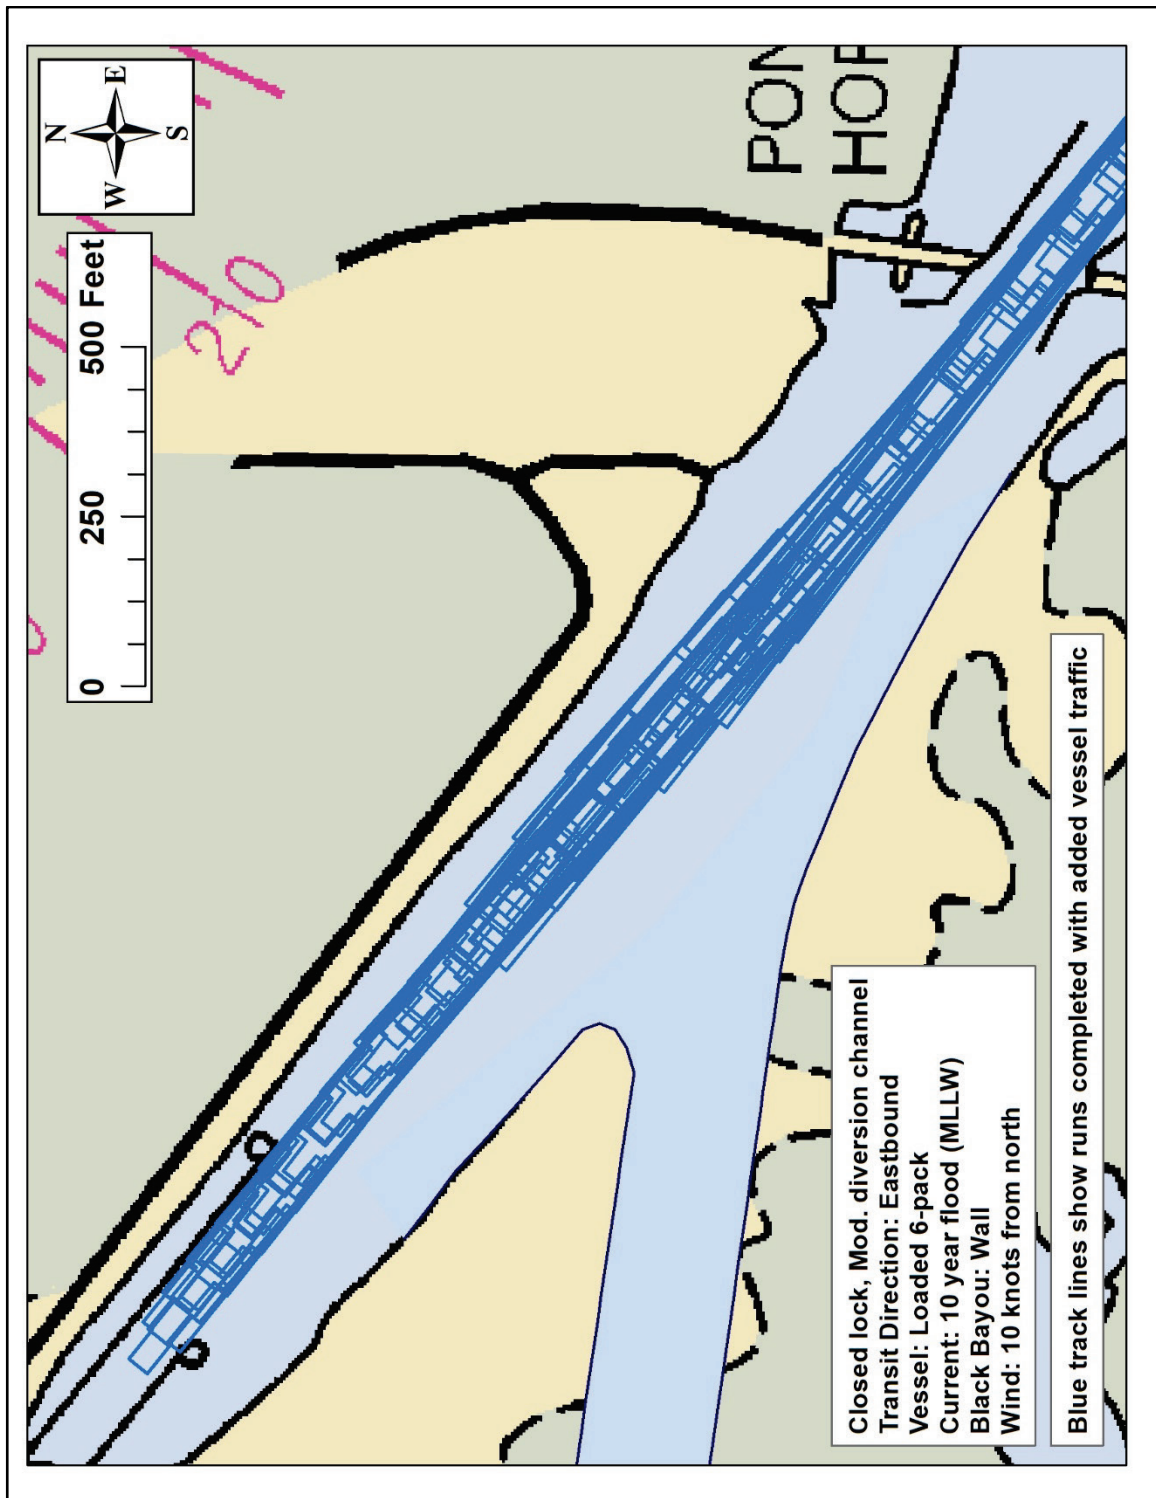 N
W E
S
0 250 500 Feet
210
Closed lock, Mod. diversion channel
Transit Direction: Eastbound
Vessel: Loaded 6-pack
Current: 10 year flood (MLLW)
Black Bayou: Wall
Wind: 10 knots from north
Blue track lines show runs completed with added vessel traffic